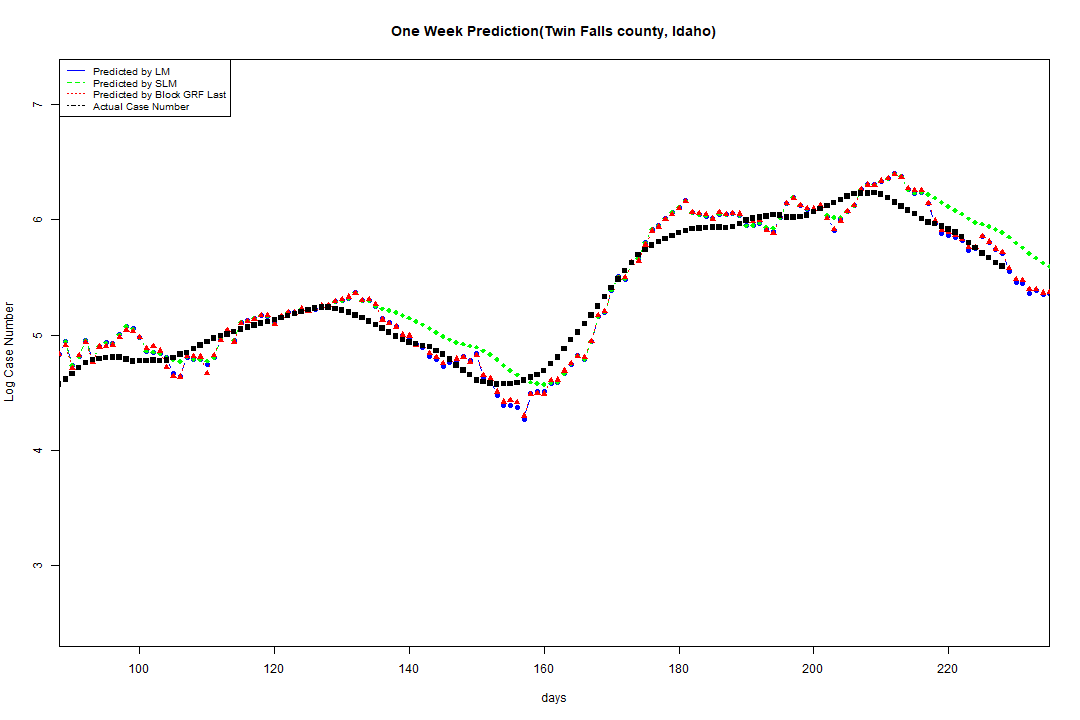 One Week Prediction(Twin Falls county, Idaho)
Predicted by LM
Predicted by SLM
Predicted by Block GRF Last
Actual Case Number
7
6
5
4
3
Log Case Number
100 120 140 160 180 200 220
days